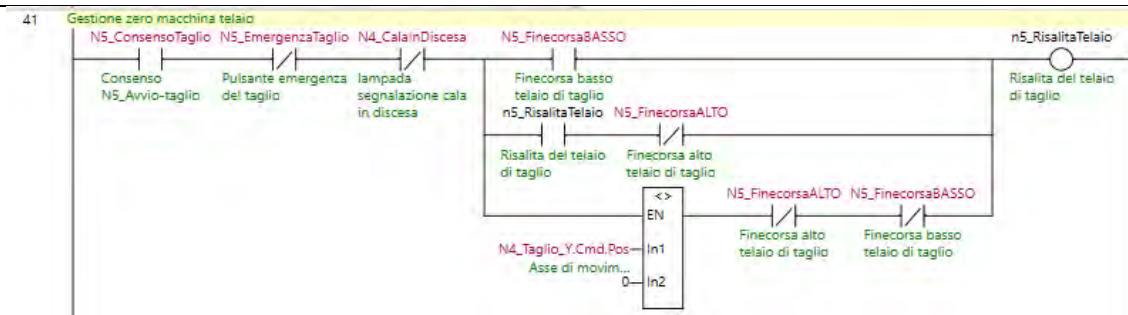 41 Gestione zero macchina telaio
N5_ConsensoTaglio N5_EmergenzaTaglio N4_CalaInDiscesa N5_FinecorsaBASSO n5_RisalitaTelaio
Consenso Pulsante emergenza lampada Finecorsa basso Risalita del telaio
N5_Avvio-taglio del taglio segnalazione cala telaio di taglio di taglio
in discesa n5_RisalitaTelaio N5_FinecorsaALTO
Risalita del telaio Finecorsa alto
di taglio telaio di taglio
<> N5_FinecorsaALTO N5_FinecorsaBASSO
EN
Finecorsa alto Finecorsa basso
N4_Taglio_Y.Cmd.Pos In1 telaio di taglio telaio di taglio
Asse di movim...
0 In2